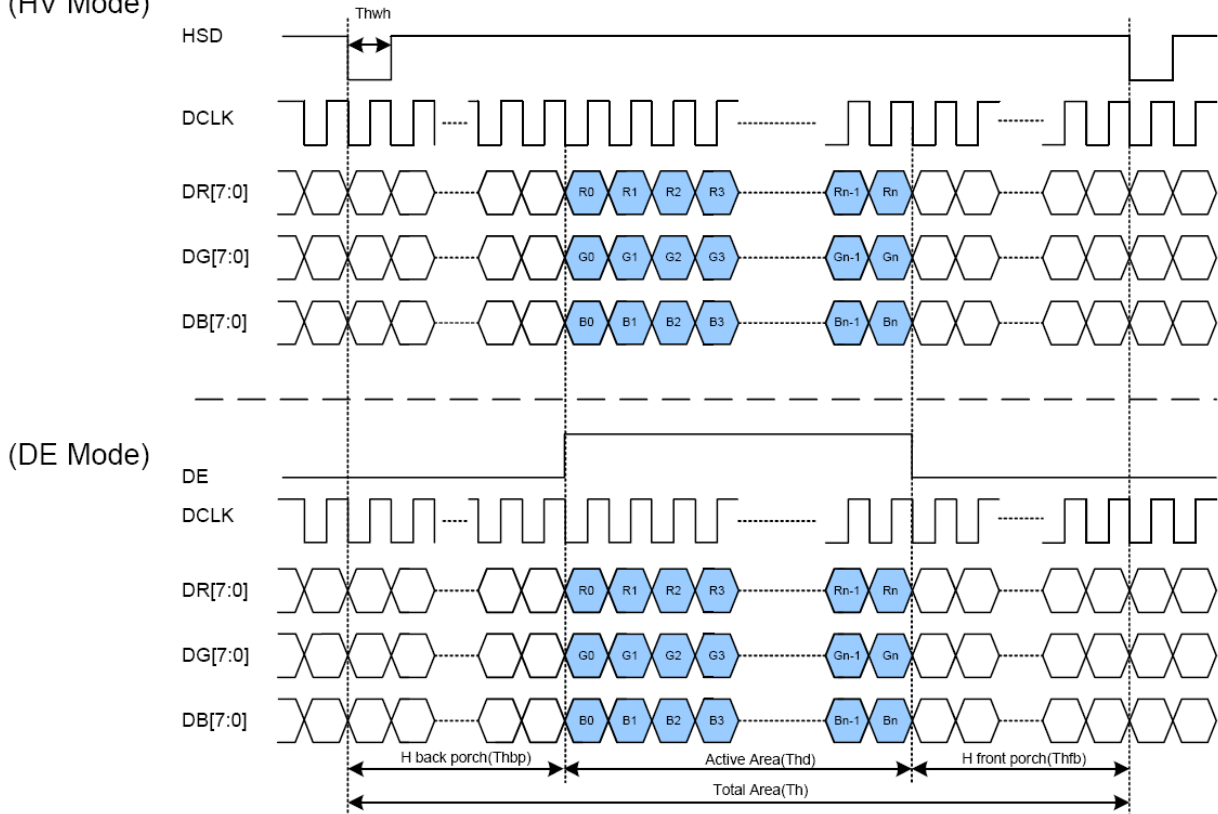 (HV Mode)
Thwh
HSD
DCLK
DR[7:0] R0 R1 R2 R3 Rn-1 Rn
DG[7:0] G0 G1 G2 G3 Gn-1 Gn
DB[7:0] B0 B1 B2 B3 Bn-1 Bn
(DE Mode)
DE
DCLK
DR[7:0] R0 R1 R2 R3 Rn-1 Rn
DG[7:0] G0 G1 G2 G3 Gn-1 Gn
DB[7:0] B0 B1 B2 B3 Bn-1 Bn
H back porch(Thbp) Active Area(Thd) H front porch(Thfb)
Total Area(Th)